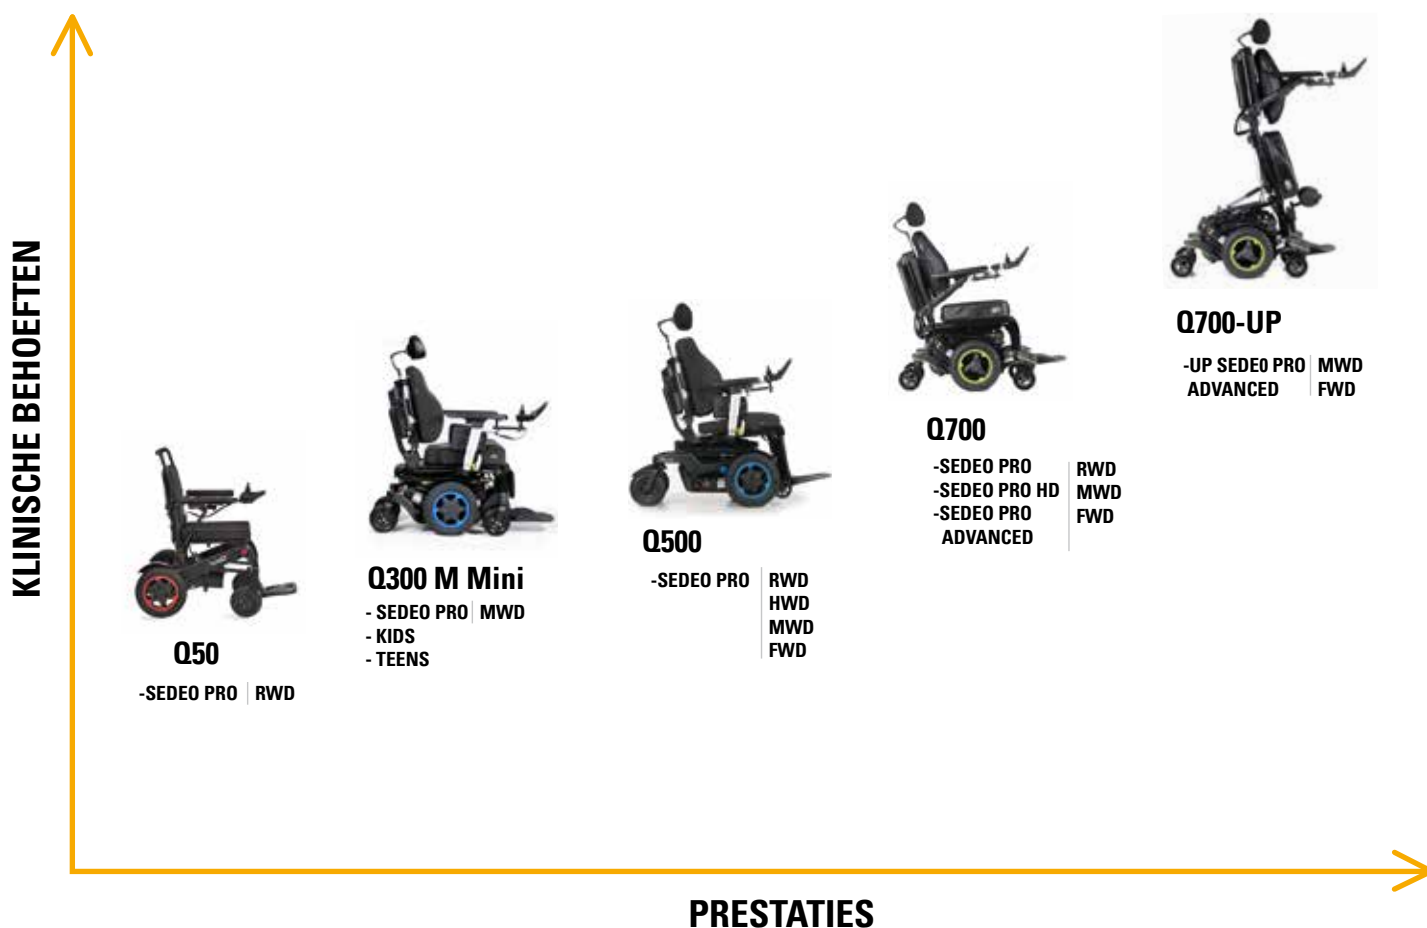 KLINISCHE BEHOEFTEN
Q700-UP
-UP SEDE0 PRO MWD
ADVANCED FWD
Q700
-SEDEO PRO RWD
-SEDEO PRO HD MWD
-SEDEO PRO FWD
ADVANCED
Q500
-SEDEO PRO RWD
HWD
MWD
FWD
Q300 M Mini
- SEDEO PRO MWD
- KIDS
- TEENS
Q50
-SEDEO PRO RWD
PRESTATIES